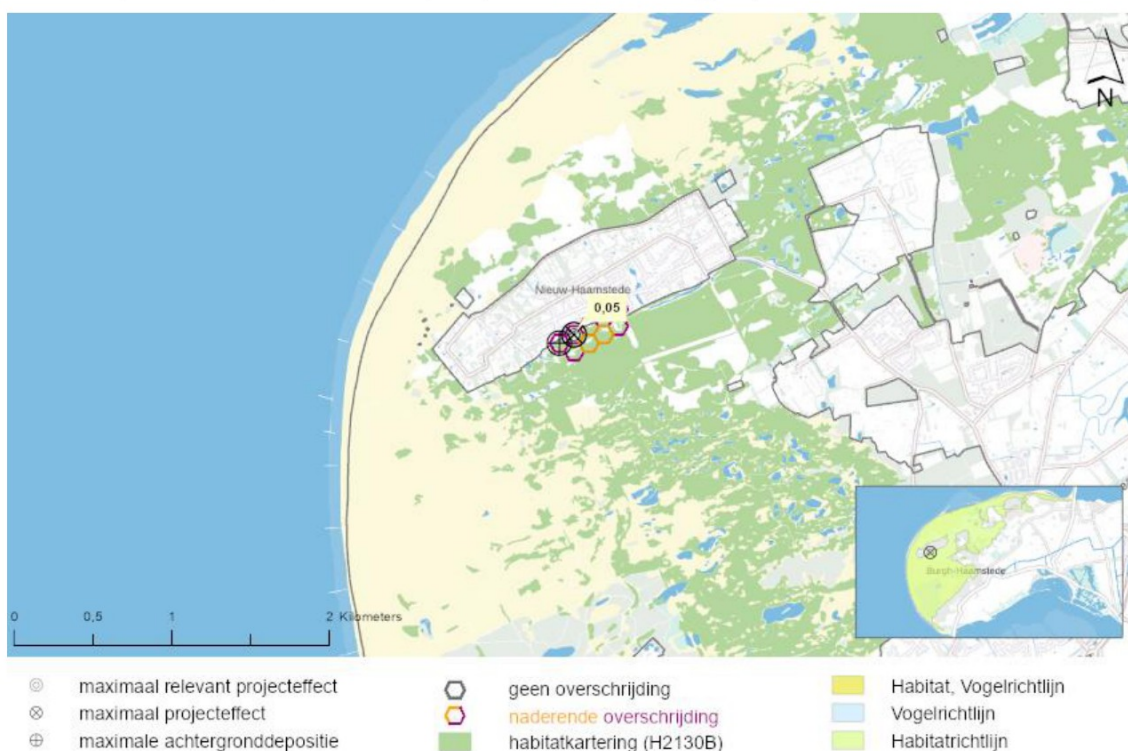 N
Nieuw-Haamstede
0,05
Burgh-Haamstede
0 0,5 1 2 Kilometers
maximaal relevant projecteffect
maximaal projecteffect
maximale achtergronddepositie
geen overschrijding
naderende overschrijding
habitatkartering (H2130B)
Habitat, Vogelrichtlijn
Vogelrichtlijn
Habitatrichtlijn